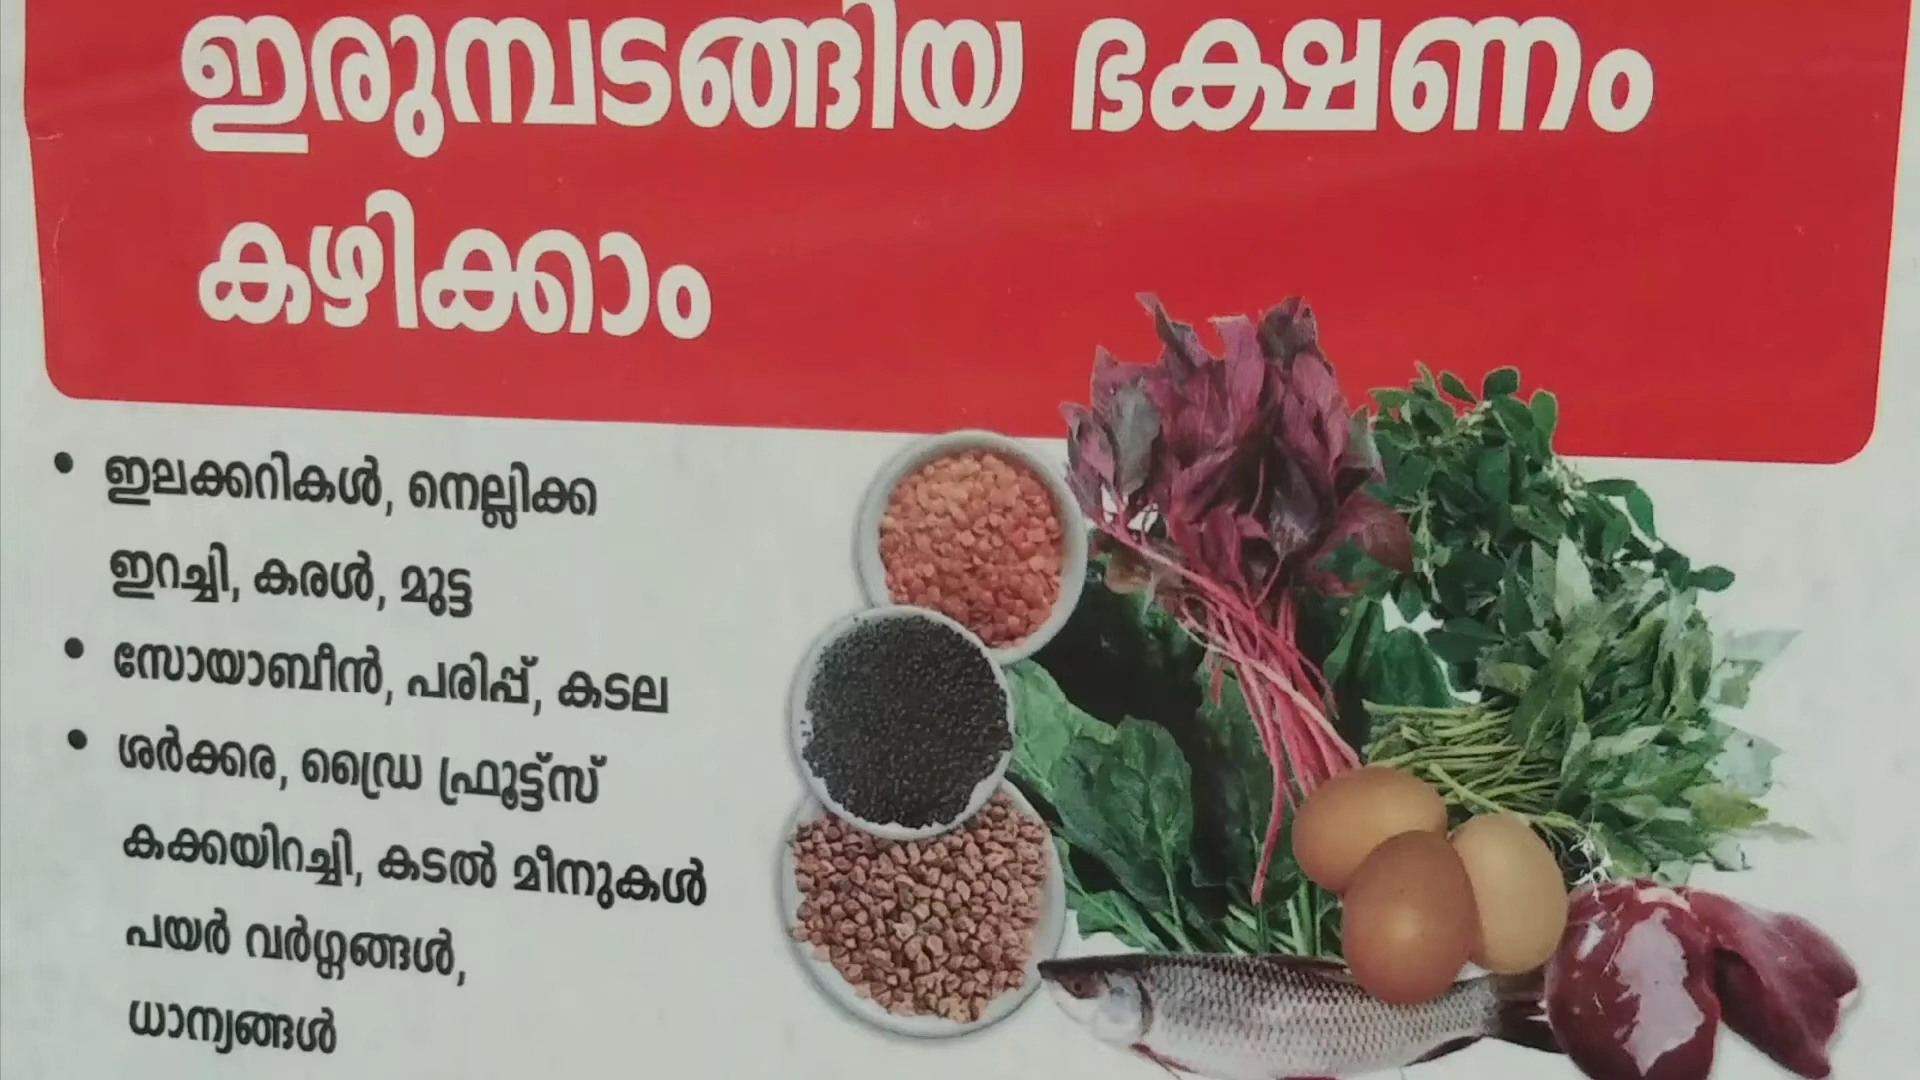 ഇരുമ്പടങ്ങിയ ഭക്ഷണം
കഴിക്കാം
• ഇലക്കറികൾ, നെല്ലിക്ക
ഇറച്ചി, കരൾ, മുട്ട
• സോയാബീൻ, പരിപ്പ്, കടല
• ശർക്കര, ഡ്രൈ ഫ്രൂട്ട്സ്
കക്കയിറച്ചി, കടൽ മീനുകൾ
പയർ വർഗ്ഗങ്ങൾ,
ധാന്യങ്ങൾ